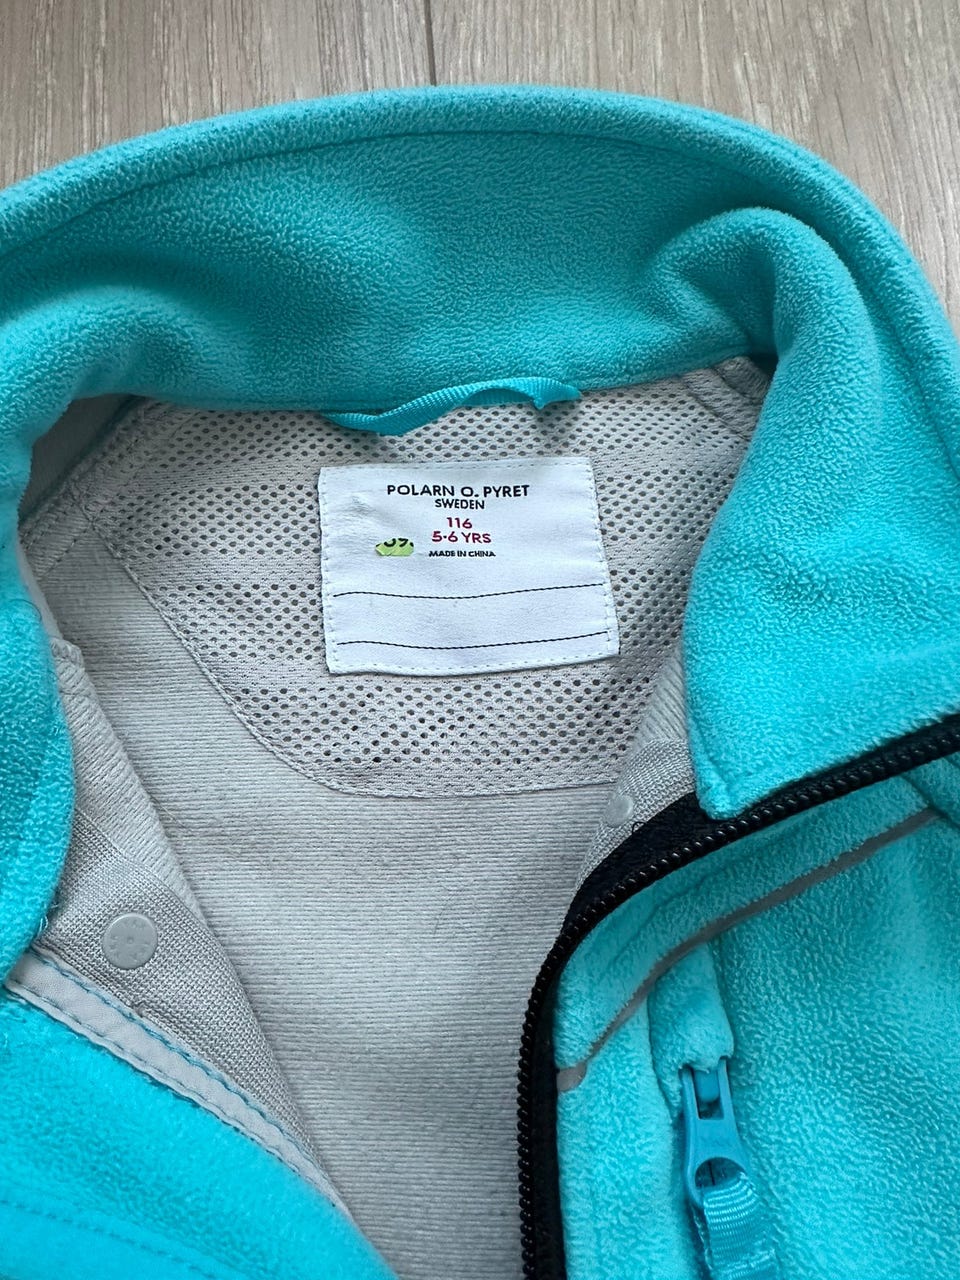 POLARN O. PYRET
SWEDEN
116
5-6 YRS
MADE IN CHINA